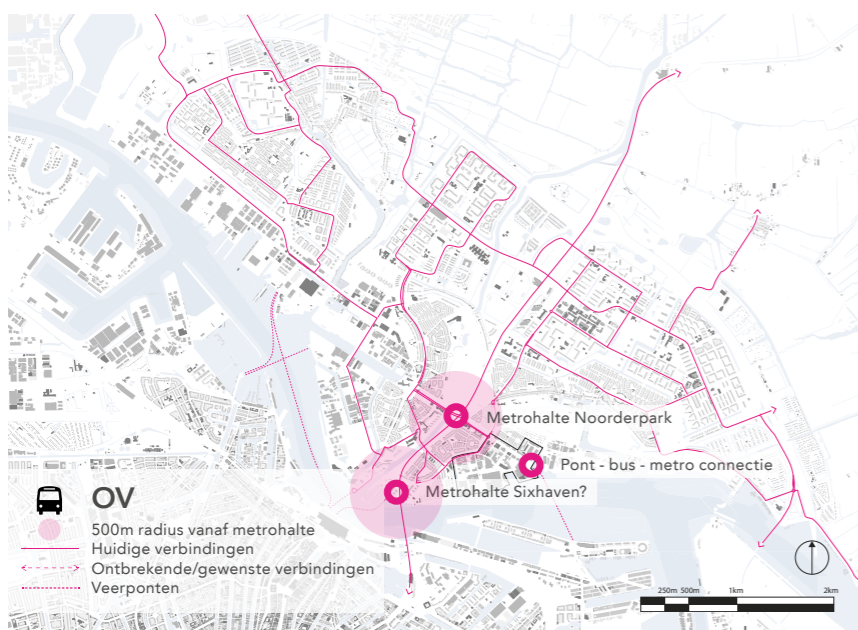 Metrohalte Noorderpark
Pont - bus - metro connectie
Metrohalte Sixhaven?
OV
500m radius vanaf metrohalte
Huidige verbindingen
Ontbrekende/gewenste verbindingen
Veerponten
250m 500m 1km 2km